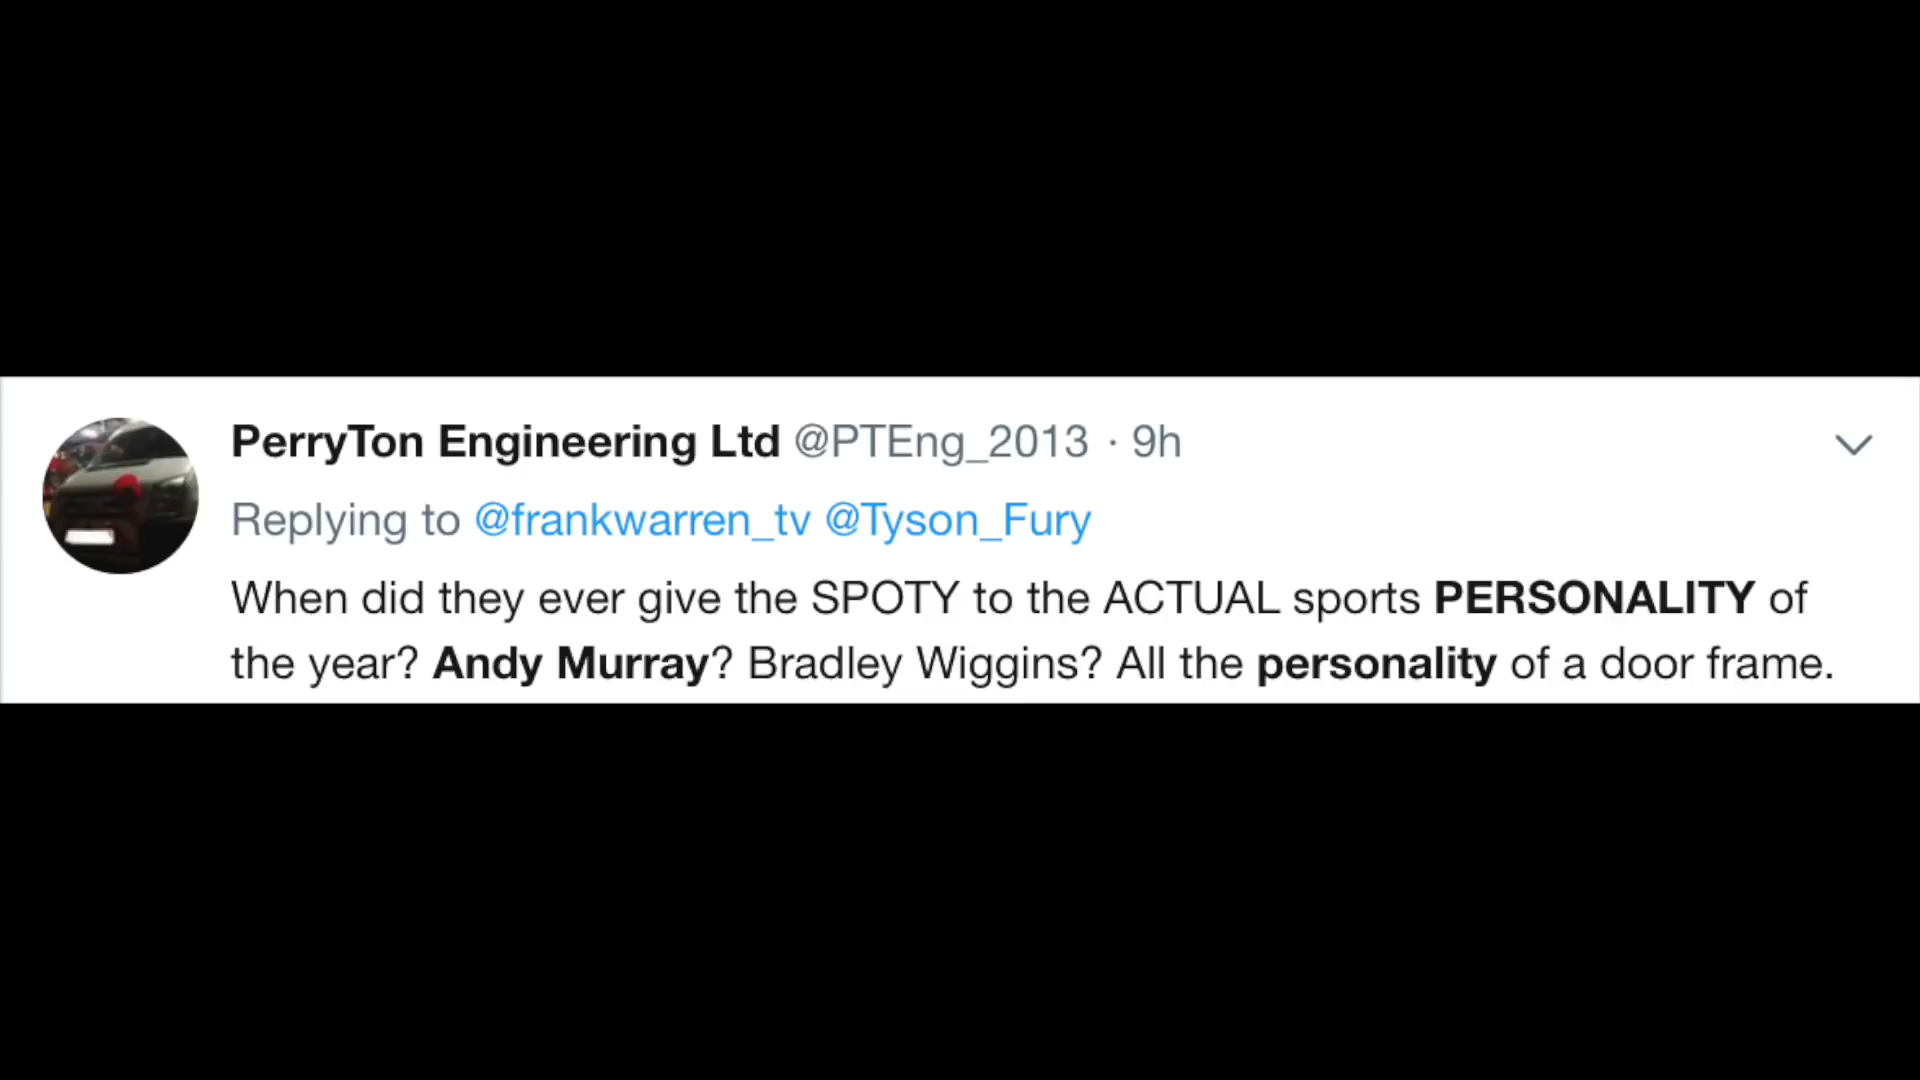 PerryTon Engineering Ltd @PTEng_2013 · 9h
Replying to @frankwarren_tv @Tyson_Fury
When did they ever give the SPOTY to the ACTUAL sports PERSONALITY of
the year? Andy Murray? Bradley Wiggins? All the personality of a door frame.